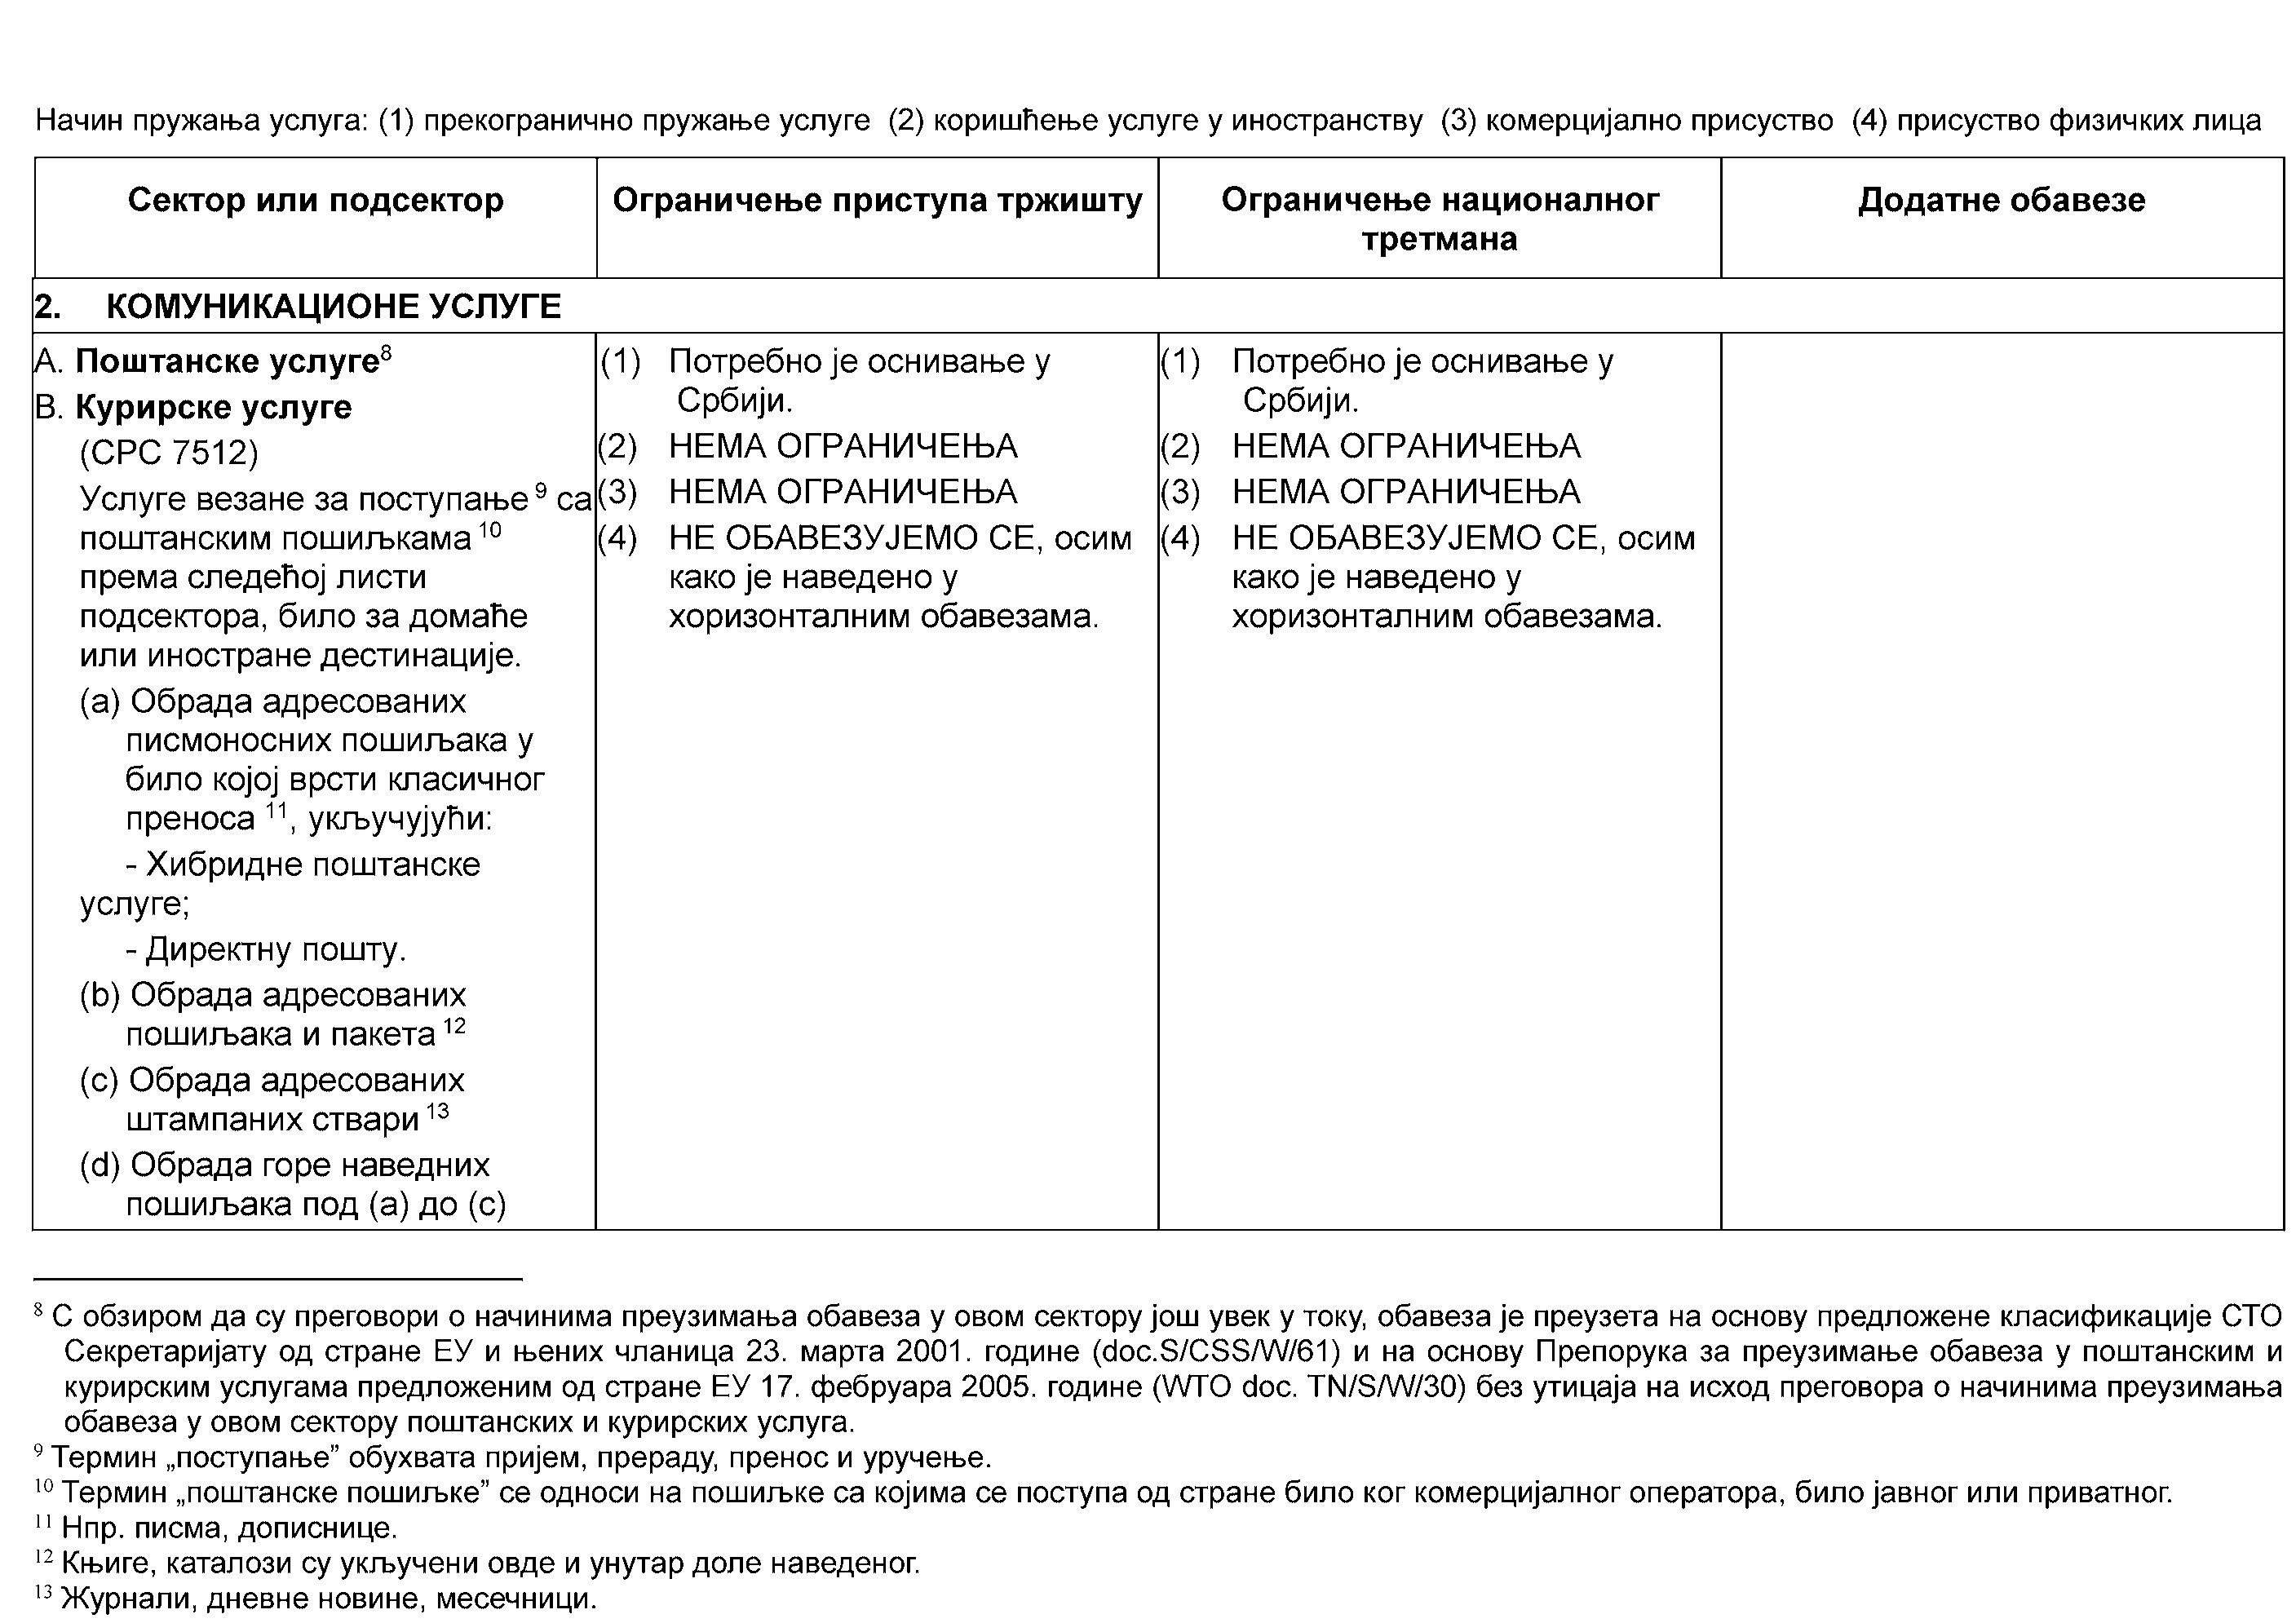 Начин пружања услуга: (1) прекогранично пружање услуге (2) коришћење услуге у иностранству (3) комерцијално присуство (4) присуство физичких лица
Сектор или подсектор
Ограничење приступа тржишту
Ограничење националног
третмана
Додатне обавезе
2. КОМУНИКАЦИОНЕ УСЛУГЕ
A. Поштанске услуге8
B. Курирске услуге
(CPC 7512)
Услуге везане за поступање 9 са
поштанским пошиљкама 10
према следећој листи
подсектора, било за домаће
или иностране дестинације.
(a) Обрада адресованих
писмоносних пошиљака у
било којој врсти класичног
преноса 11, укључујући:
- Хибридне поштанске
услуге;
- Директну пошту.
(b) Обрада адресованих
пошиљака и пакета 12
(c) Обрада адресованих
штампаних ствари 13
(d) Обрада горе наведних
пошиљака под (a) до (c)
(1) Потребно је оснивање у
Србији.
(2) НЕМА ОГРАНИЧЕЊА
(3) НЕМА ОГРАНИЧЕЊА
(4) НЕ ОБАВЕЗУЈЕМО СЕ, осим
како је наведено у
хоризонталним обавезама.
(1) Потребно је оснивање у
Србији.
(2) НЕМА ОГРАНИЧЕЊА
(3) НЕМА ОГРАНИЧЕЊА
(4) НЕ ОБАВЕЗУЈЕМО СЕ, осим
како је наведено у
хоризонталним обавезама.
8 С обзиром да су преговори о начинима преузимања обавеза у овом сектору још увек у току, обавеза је преузета на основу предложене класификације СТО
Секретаријату од стране ЕУ и њених чланица 23. марта 2001. године (doc.S/CSS/W/61) и на основу Препорука за преузимање обавеза у поштанским и
курирским услугама предложеним од стране ЕУ 17. фебруара 2005. године (WTO doc. TN/S/W/30) без утицаја на исход преговора о начинима преузимања
обавеза у овом сектору поштанских и курирских услуга.
9 Термин „поступање” обухвата пријем, прераду, пренос и уручење.
10 Термин „поштанске пошиљке” се односи на пошиљке са којима се поступа од стране било ког комерцијалног оператора, било јавног или приватног.
11 Нпр. писма, дописнице.
12 Књиге, каталози су укључени овде и унутар доле наведеног.
13 Журнали, дневне новине, месечници.